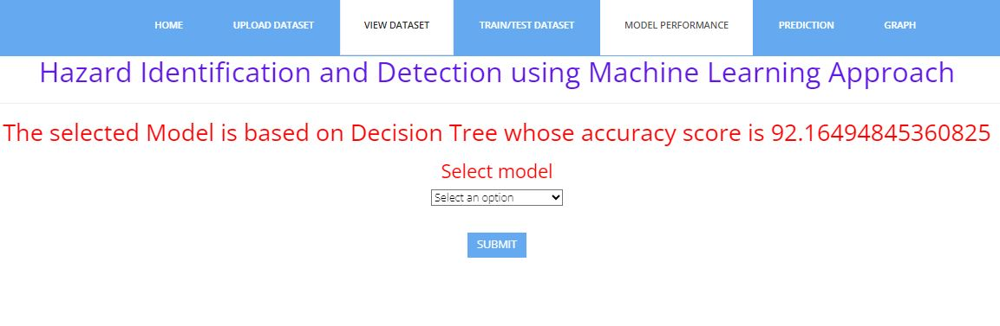 HOME UPLOAD DATASET VIEW DATASET TRAIN/TEST DATASET MODEL PERFORMANCE PREDICTION GRAPH
Hazard Identification and Detection using Machine Learning Approach
The selected Model is based on Decision Tree whose accuracy score is 92.16494845360825
Select model
Select an option
SUBMIT